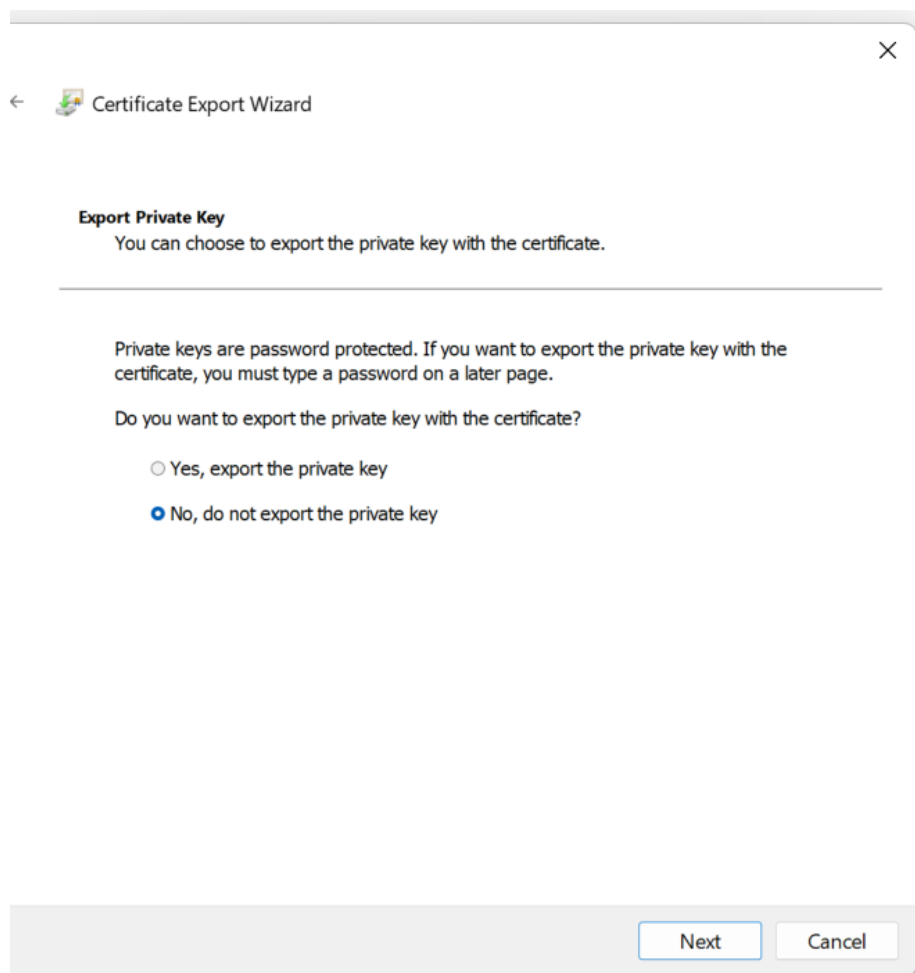 Certificate Export Wizard
Export Private Key
You can choose to export the private key with the certificate.
Private keys are password protected. If you want to export the private key with the
certificate, you must type a password on a later page.
Do you want to export the private key with the certificate?
Yes, export the private key
No, do not export the private key
Next
Cancel